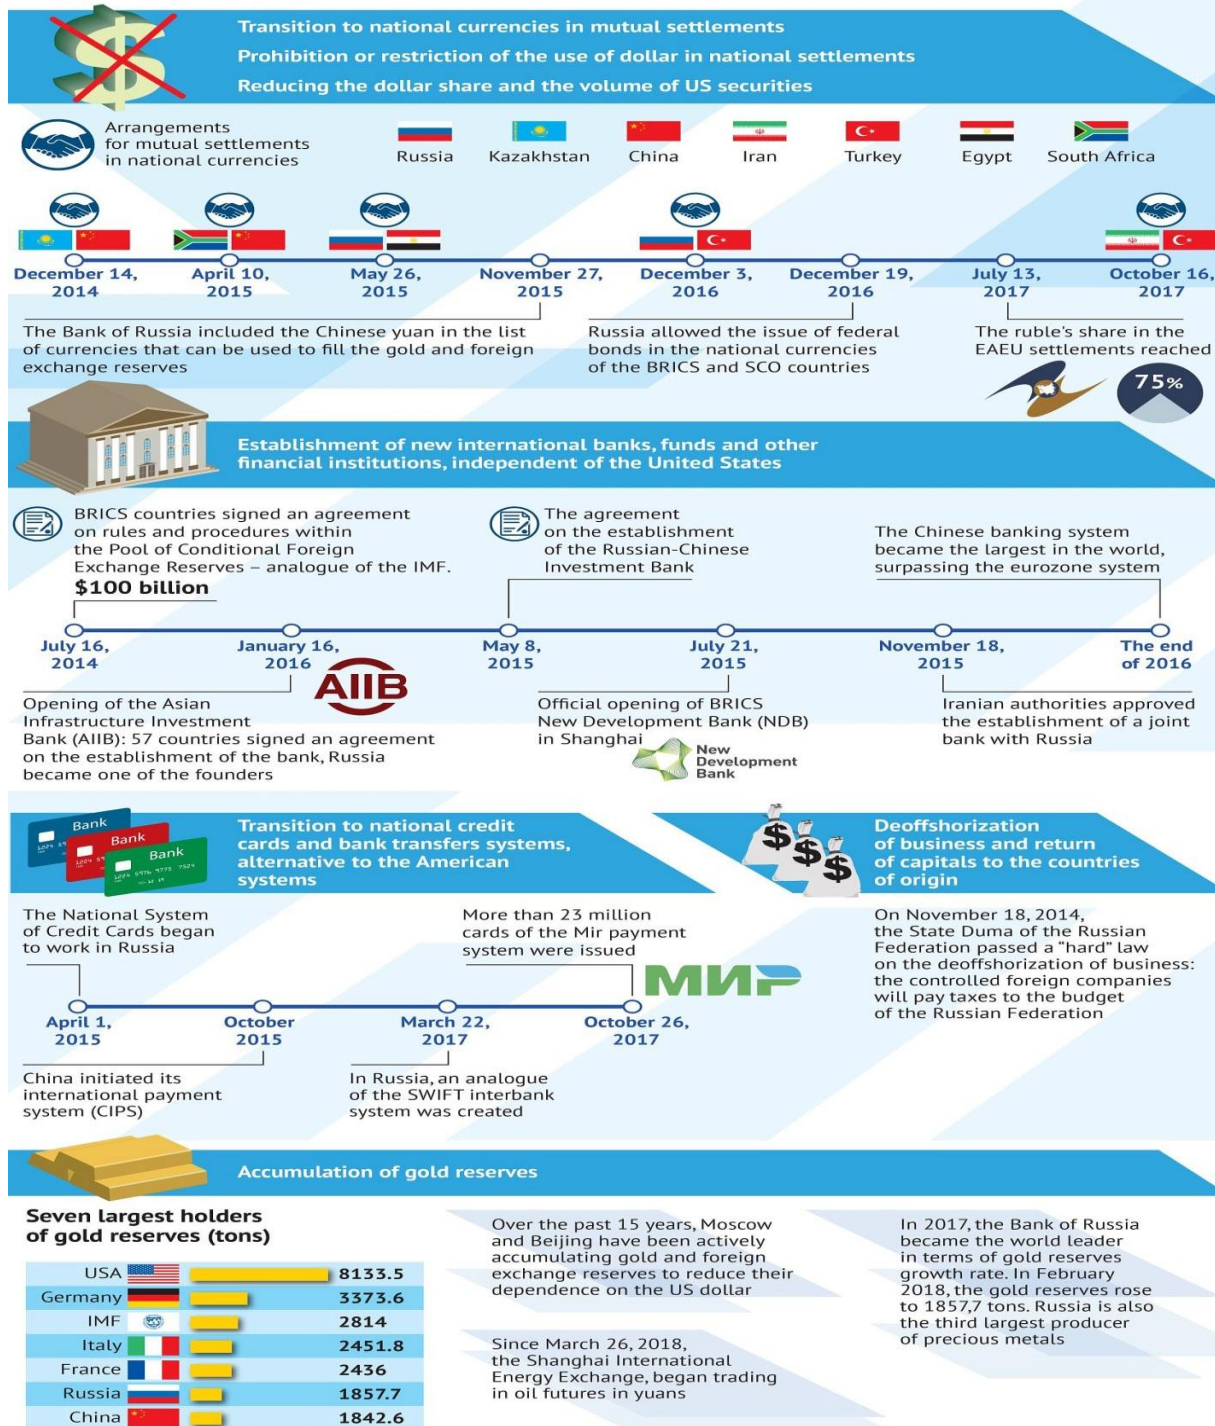 Transition to national currencies in mutual settlements
Prohibition or restriction of the use of dollar in national settlements
Reducing the dollar share and the volume of US securities
Arrangements
for mutual settlements
in national currencies
Russia
Kazakhstan
China
Iran
Turkey
Egypt
South Africa
December 14,
2014
April 10,
2015
May 26,
2015
November 27,
2015
December 3,
2016
December 19,
2016
July 13,
2017
October 16,
2017
The Bank of Russia included the Chinese yuan in the list
of currencies that can be used to fill the gold and foreign
exchange reserves
Russia allowed the issue of federal
bonds in the national currencies
of the BRICS and SCO countries
The ruble's share in the
EAEU settlements reached
75%
Establishment of new international banks, funds and other
financial institutions, independent of the United States
BRICS countries signed an agreement
on rules and procedures within
the Pool of Conditional Foreign
Exchange Reserves – analogue of the IMF.
$100 billion
The agreement
on the establishment
of the Russian-Chinese
Investment Bank
The Chinese banking system
became the largest in the world,
surpassing the eurozone system
July 16,
2014
January 16,
2016
May 8,
2015
July 21,
2015
November 18,
2015
The end
of 2016
AIIB
Opening of the Asian
Infrastructure Investment
Bank (AIIB): 57 countries signed an agreement
on the establishment of the bank, Russia
became one of the founders
Official opening of BRICS
New Development Bank (NDB)
in Shanghai
New
Development
Bank
Iranian authorities approved
the establishment of a joint
bank with Russia
Bank
Bank
Bank
5976 9775 7524
Transition to national credit
cards and bank transfers systems,
alternative to the American
systems
$ $ $
Deoffshorization
of business and return
of capitals to the countries
of origin
The National System
of Credit Cards began
to work in Russia
More than 23 million
cards of the Mir payment
system were issued
МИР
April 1,
2015
October
2015
March 22,
2017
October 26,
2017
China initiated its
international payment
system (CIPS)
In Russia, an analogue
of the SWIFT interbank
system was created
On November 18, 2014,
the State Duma of the Russian
Federation passed a “hard” law
on the deoffshorization of business:
the controlled foreign companies
will pay taxes to the budget
of the Russian Federation
Accumulation of gold reserves
Seven largest holders
of gold reserves (tons)
USA 8133.5
Germany 3373.6
IMF 2814
Italy 2451.8
France 2436
Russia 1857.7
China 1842.6
Over the past 15 years, Moscow
and Beijing have been actively
accumulating gold and foreign
exchange reserves to reduce their
dependence on the US dollar
Since March 26, 2018,
the Shanghai International
Energy Exchange, began trading
in oil futures in yuans
In 2017, the Bank of Russia
became the world leader
in terms of gold reserves
growth rate. In February
2018, the gold reserves rose
to 1857,7 tons. Russia is also
the third largest producer
of precious metals